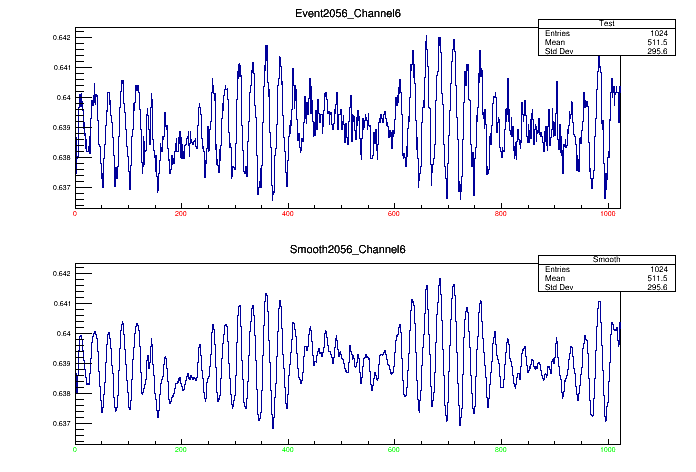 Event2056_Channel6
Test
Entries 1024
Mean 511.5
Std Dev 295.6
0.642
0.641
0.64
0.639
0.638
0.637
0 200 400 600 800 1000
Smooth2056_Channel6
Smooth
Entries 1024
Mean 511.5
Std Dev 295.6
0.642
0.641
0.64
0.639
0.638
0.637
0 200 400 600 800 1000